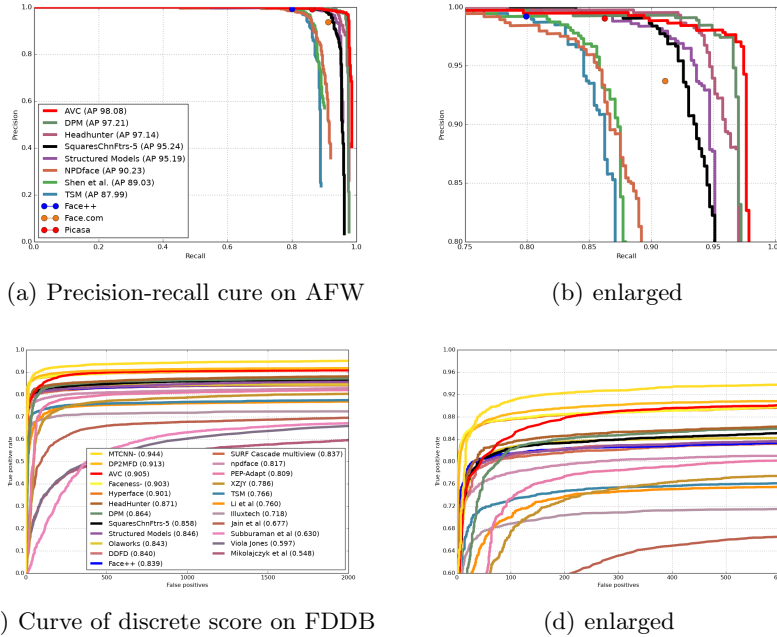 1.0
0.8
0.6
0.4
0.2
0.0
Precision
AVC (AP 98.08)
DPM (AP 97.21)
Headhunter (AP 97.14)
SquaresChnFtrs-5 (AP 95.24)
Structured Models (AP 95.19)
NPDface (AP 90.23)
Shen et al. (AP 89.03)
TSM (AP 87.99)
Face++
Face.com
Picasa
0.0 0.2 0.4 0.6 0.8 1.0
Recall
1.00
0.95
0.90
0.85
0.80
Precision
0.75 0.80 0.85 0.90 0.95 1.0
Recall
(a) Precision-recall cure on AFW
(b) enlarged
1.0
0.9
0.8
0.7
0.6
0.5
0.4
0.3
0.2
0.1
0.0
True positive rate
MTCNN- (0.944)
DP2MFD (0.913)
AVC (0.905)
Faceness- (0.903)
Hyperface (0.901)
HeadHunter (0.871)
DPM (0.864)
SquaresChnFtrs-5 (0.858)
Structured Models (0.846)
Olaworks (0.843)
DDFD (0.840)
Face++ (0.839)
SURF Cascade multiview (0.837)
npdface (0.817)
PEP-Adapt (0.809)
XZJY (0.786)
TSM (0.766)
Li et al (0.760)
Illuxtech (0.718)
Jain et al (0.677)
Subburaman et al (0.630)
Viola Jones (0.597)
Mikolajczyk et al (0.548)
0 500 1000 1500 2000
False positives
1.00
0.96
0.92
0.88
0.84
0.80
0.76
0.72
0.68
0.64
0.60
True positive rate
0 100 200 300 400 500
False positives
) Curve of discrete score on FDDB
(d) enlarged